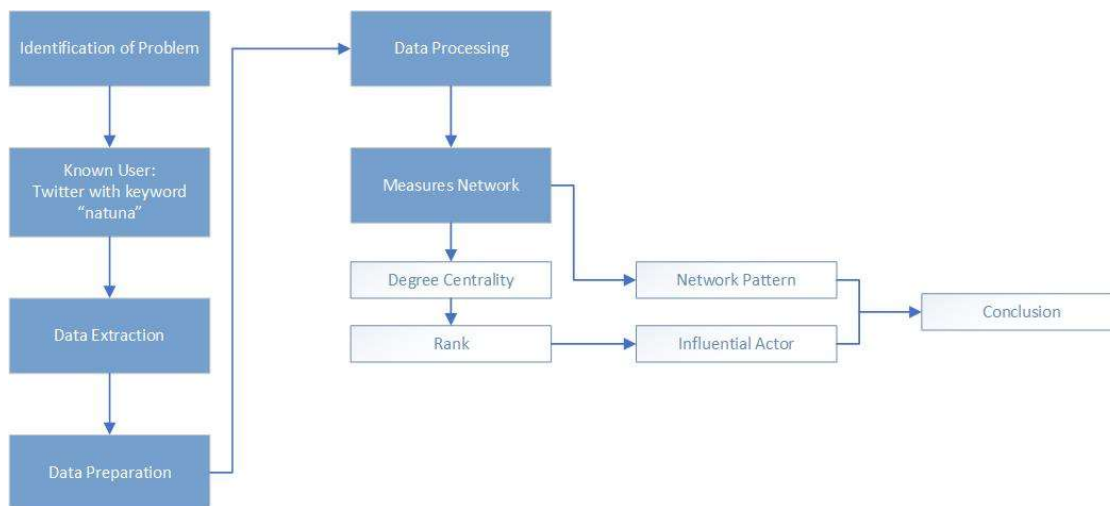 Identification of Problem
Known User:
Twitter with keyword
“natuna”
Data Extraction
Data Preparation
Data Processing
Measures Network
Degree Centrality
Rank
Network Pattern
Influential Actor
Conclusion